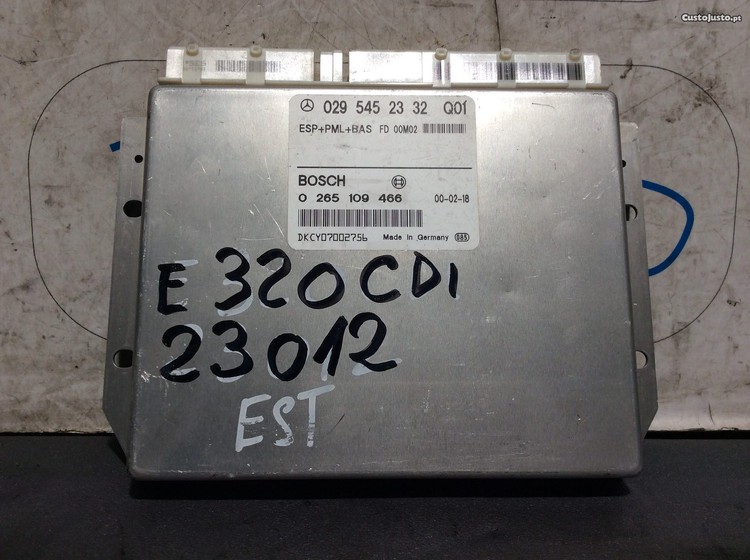 CustoJusto.pt
029 545 23 32 Q01
ESP+PML+BAS FD 00M02
BOSCH
0 265 109 466 00-02-18
DKCY07002756 Made in Germany
E 320CDI
23012
EST